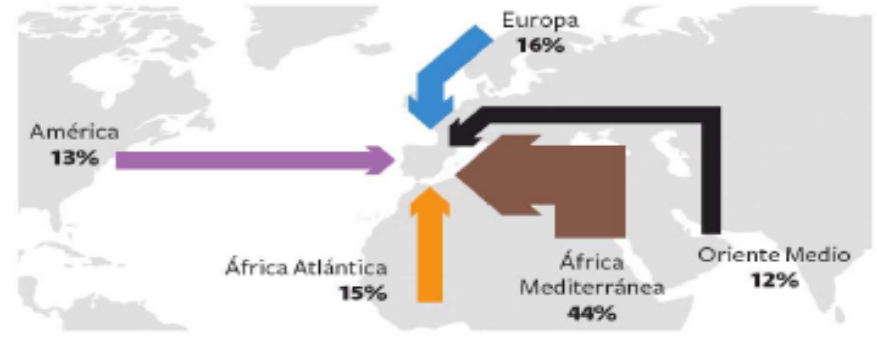 Europa
16%
América
13%
África Atlántica
15%
África
Mediterránea
44%
Oriente Medio
12%